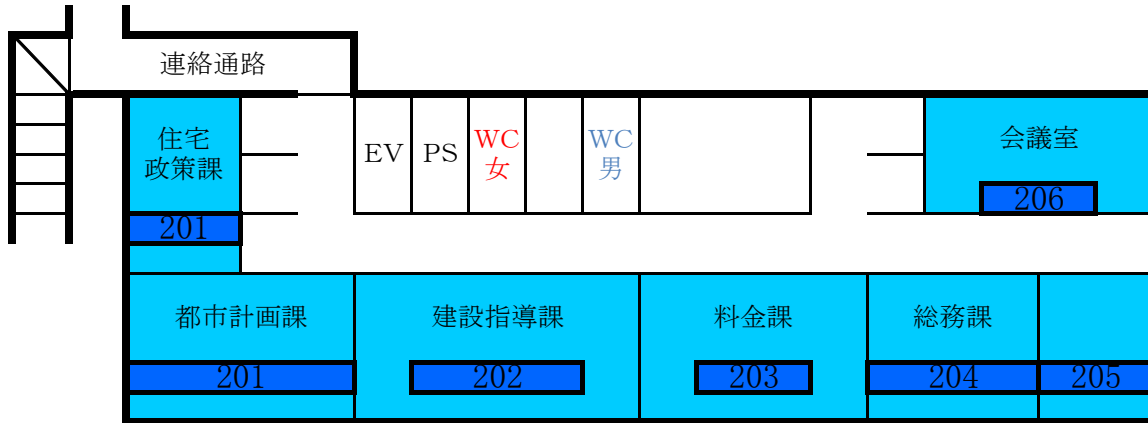 連絡通路
住宅
政策課
EV
PS
WC
女
WC
男
会議室
206
201
都市計画課
建設指導課
料金課
総務課
201
202
203
204
205